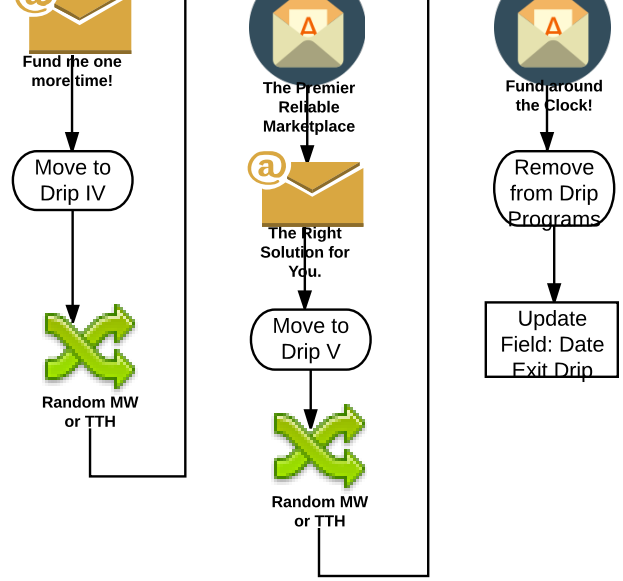 Fund me one
more time!
Move to
Drip IV
Random MW
or TTH
The Premier
Reliable
Marketplace
@
The Right
Solution for
You.
Move to
Drip V
Random MW
or TTH
Fund around
the Clock!
Remove
from Drip
Programs
Update
Field: Date
Exit Drip